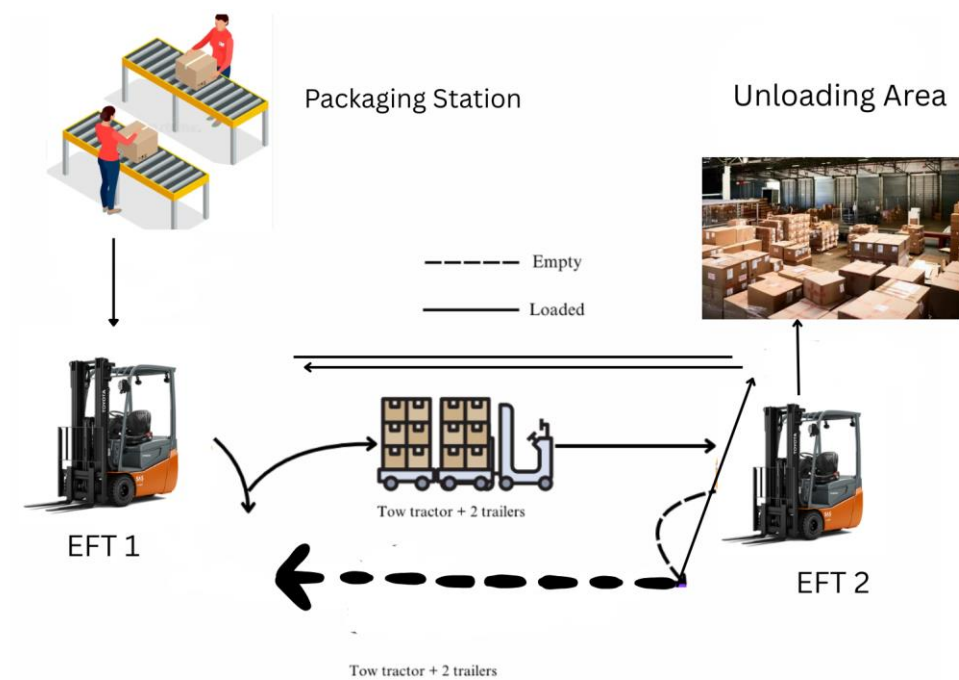 Packaging Station
Unloading Area
Empty
Loaded
Tow tractor + 2 trailers
EFT 1
EFT 2
Tow tractor + 2 trailers